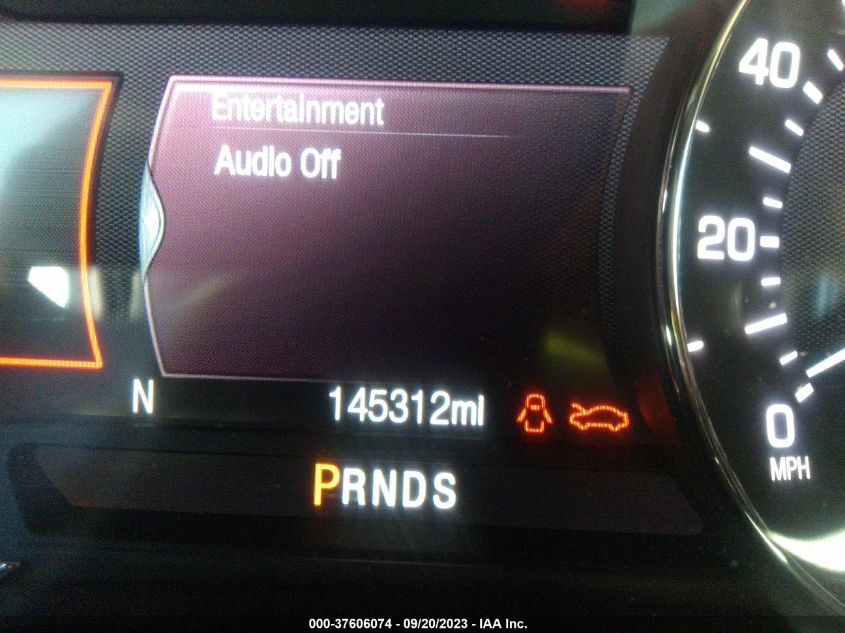 Entertainment
Audio Off
N 145312mi
PRNDS
40
20
0
MPH
000-37606074 - 09/20/2023 - IAA Inc.